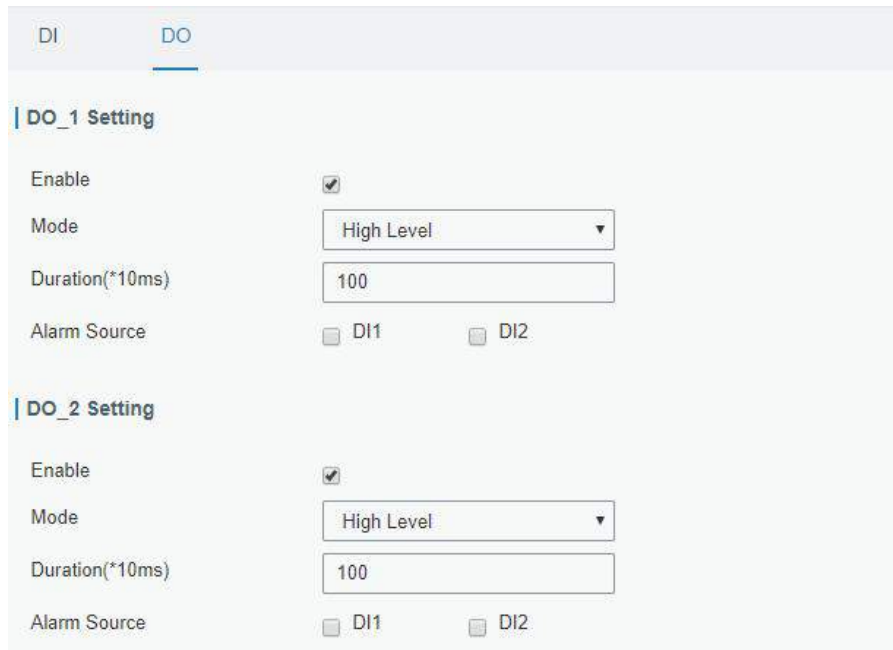 DI DO
DO_1 Setting
Enable
Mode High Level
Duration(*10ms) 100
Alarm Source DI1 DI2
DO_2 Setting
Enable
Mode High Level
Duration(*10ms) 100
Alarm Source DI1 DI2